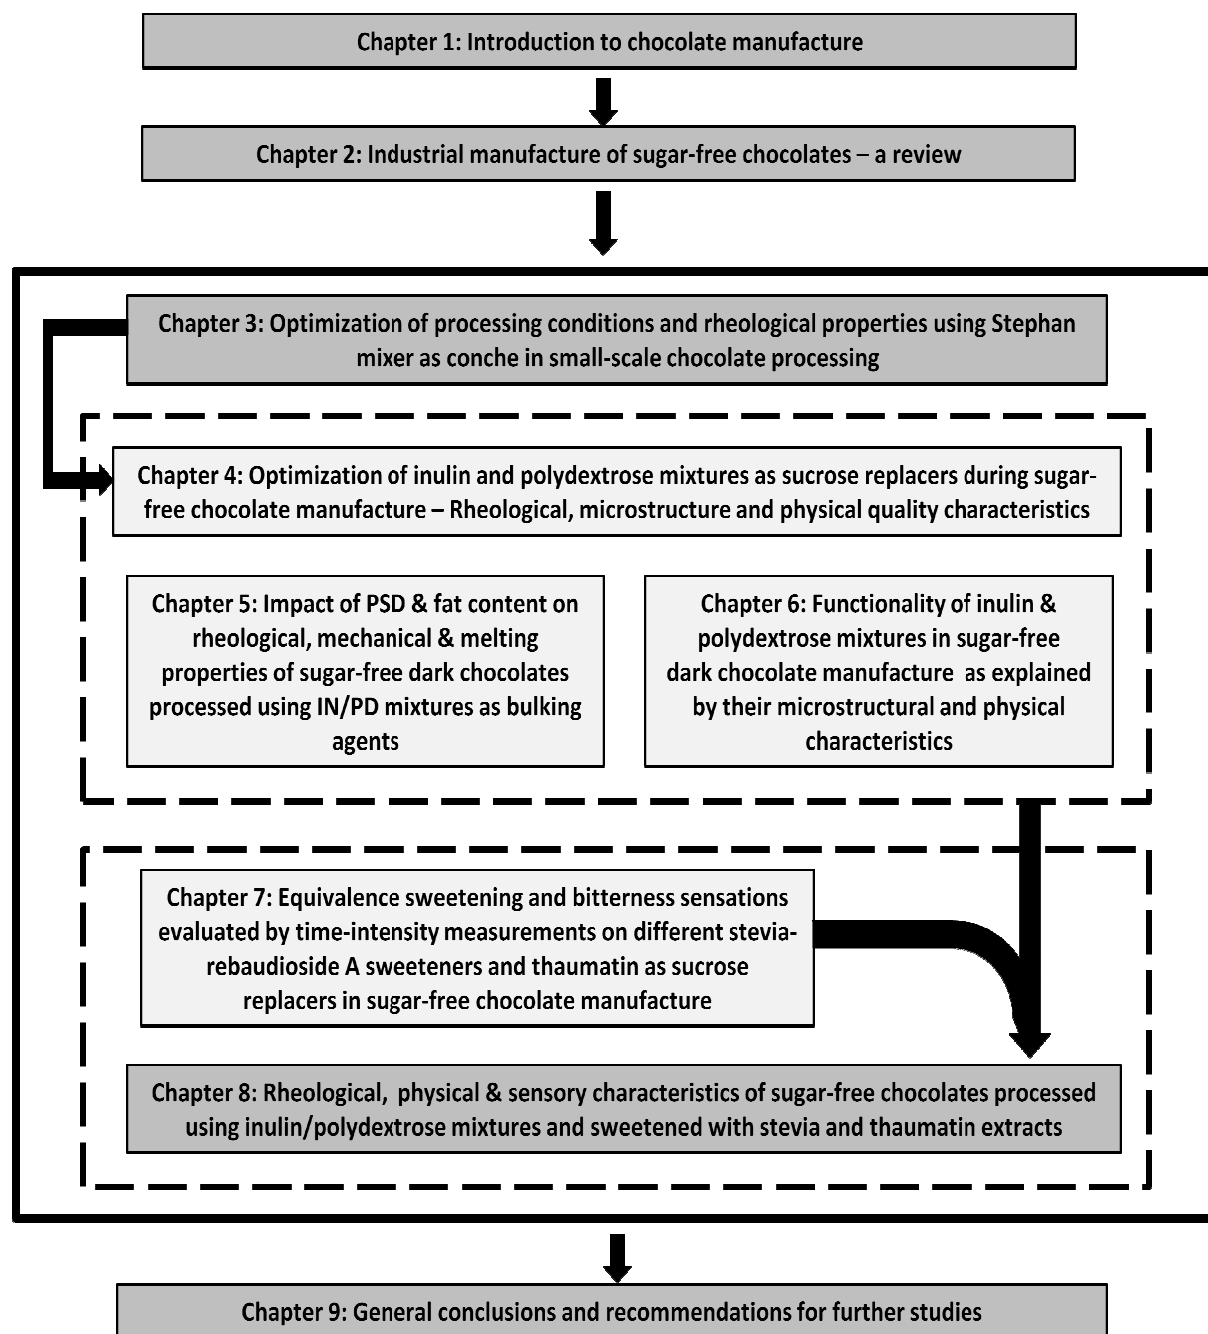 Chapter 1: Introduction to chocolate manufacture
Chapter 2: Industrial manufacture of sugar-free chocolates – a review
Chapter 3: Optimization of processing conditions and rheological properties using Stephan
mixer as conche in small-scale chocolate processing
Chapter 4: Optimization of inulin and polydextrose mixtures as sucrose replacers during sugar-
free chocolate manufacture – Rheological, microstructure and physical quality characteristics
Chapter 5: Impact of PSD & fat content on
rheological, mechanical & melting
properties of sugar-free dark chocolates
processed using IN/PD mixtures as bulking
agents
Chapter 6: Functionality of inulin &
polydextrose mixtures in sugar-free
dark chocolate manufacture as explained
by their microstructural and physical
characteristics
Chapter 7: Equivalence sweetening and bitterness sensations
evaluated by time-intensity measurements on different stevia-
rebaudioside A sweeteners and thaumatin as sucrose
replacers in sugar-free chocolate manufacture
Chapter 8: Rheological, physical & sensory characteristics of sugar-free chocolates processed
using inulin/polydextrose mixtures and sweetened with stevia and thaumatin extracts
Chapter 9: General conclusions and recommendations for further studies